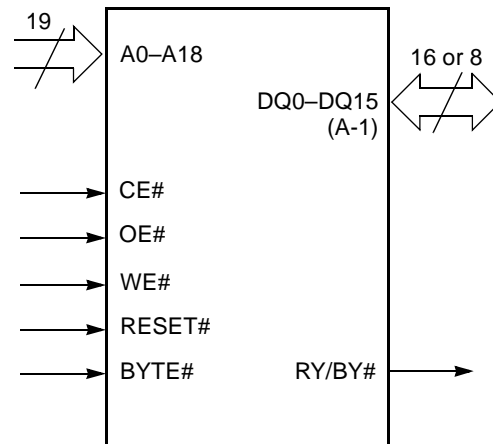 19
A0–A18
16 or 8
DQ0–DQ15
(A-1)
CE#
OE#
WE#
RESET#
BYTE#
RY/BY#